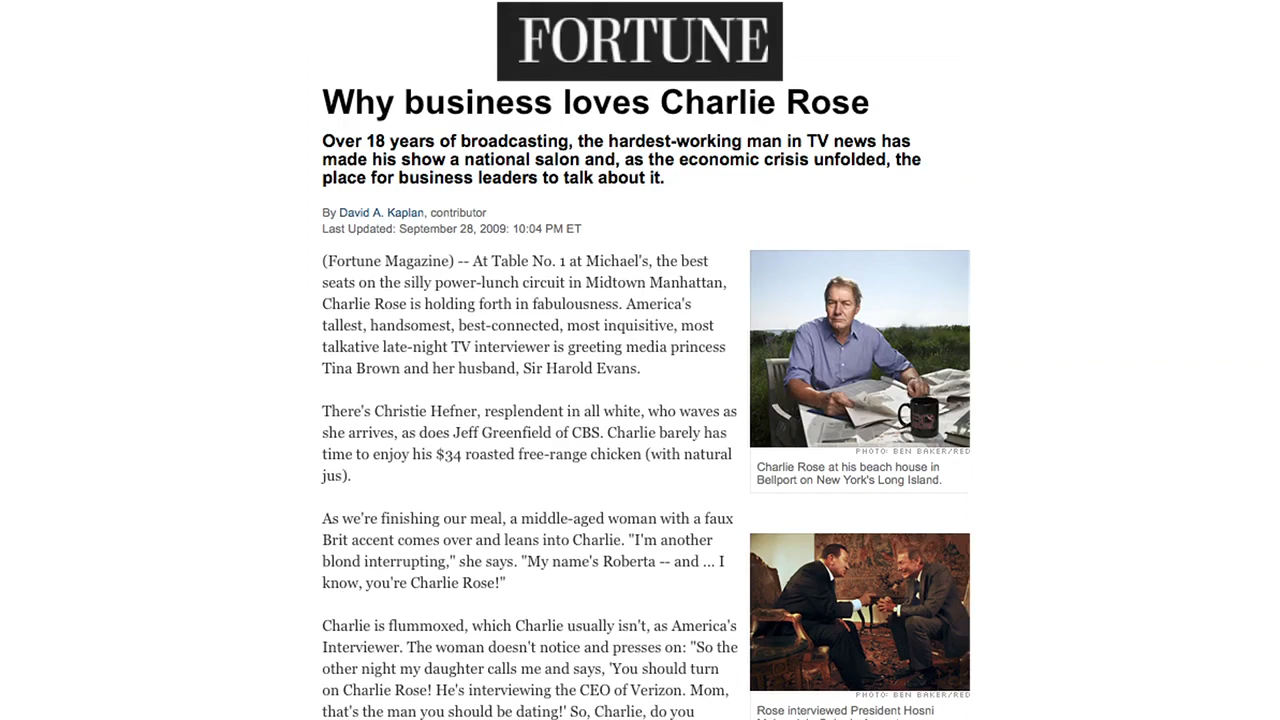 FORTUNE
Why business loves Charlie Rose
Over 18 years of broadcasting, the hardest-working man in TV news has
made his show a national salon and, as the economic crisis unfolded, the
place for business leaders to talk about it.
By David A. Kaplan, contributor
Last Updated: September 28, 2009: 10:04 PM ET
(Fortune Magazine) -- At Table No. 1 at Michael's, the best
seats on the silly power-lunch circuit in Midtown Manhattan,
Charlie Rose is holding forth in fabulousness. America's
tallest, handsomest, best-connected, most inquisitive, most
talkative late-night TV interviewer is greeting media princess
Tina Brown and her husband, Sir Harold Evans.
There's Christie Hefner, resplendent in all white, who waves as
she arrives, as does Jeff Greenfield of CBS. Charlie barely has
time to enjoy his $34 roasted free-range chicken (with natural
jus).
As we're finishing our meal, a middle-aged woman with a faux
Brit accent comes over and leans into Charlie. "I'm another
blond interrupting," she says. "My name's Roberta -- and ... I
know, you're Charlie Rose!"
Charlie is flummoxed, which Charlie usually isn't, as America's
Interviewer. The woman doesn't notice and presses on: "So the
other night my daughter calls me and says, 'You should turn
on Charlie Rose! He's interviewing the CEO of Verizon. Mom,
that's the man you should be dating!' So, Charlie, do you
PHOTO: BEN BAKER/RED
Charlie Rose at his beach house in
Bellport on New York's Long Island.
PHOTO: BEN BAKER/RED
Rose interviewed President Hosni